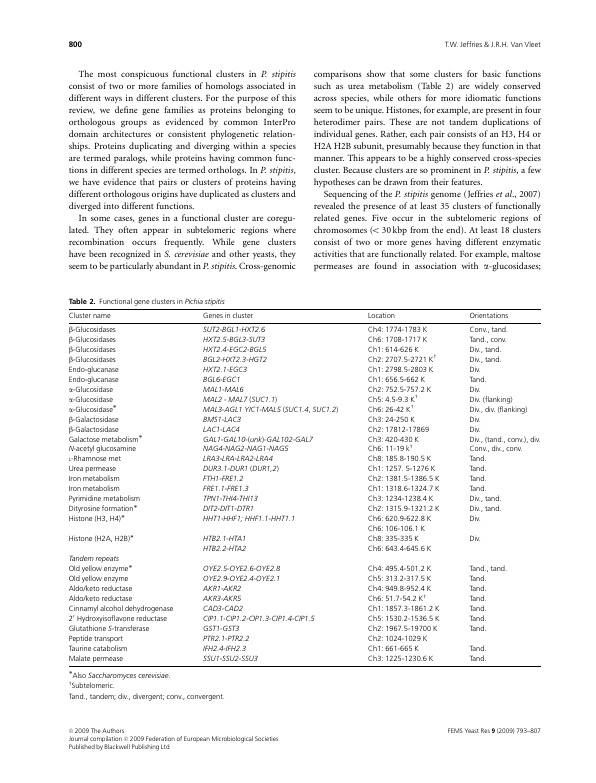 800
T.W. Jeffries & J.R.H. Van Vleet
The most conspicuous functional clusters in P. stipitis
consist of two or more families of homologs associated in
different ways in different clusters. For the purpose of this
review, we define gene families as proteins belonging to
orthologous groups as evidenced by common InterPro
domain architectures or consistent phylogenetic relation-
ships. Proteins duplicating and diverging within a species
are termed paralogs, while proteins having common func-
tions in different species are termed orthologs. In P. stipitis,
we have evidence that pairs or clusters of proteins having
different orthologous origins have duplicated as clusters and
diverged into different functions.
In some cases, genes in a functional cluster are coregu-
lated. They often appear in subtelomeric regions where
recombination occurs frequently. While gene clusters
have been recognized in S. cerevisiae and other yeasts, they
seem to be particularly abundant in P. stipitis. Cross-genomic
comparisons show that some clusters for basic functions
such as urea metabolism (Table 2) are widely conserved
across species, while others for more idiomatic functions
seem to be unique. Histones, for example, are present in four
heterodimer pairs. These are not tandem duplications of
individual genes. Rather, each pair consists of an H3, H4 or
H2A H2B subunit, presumably because they function in that
manner. This appears to be a highly conserved cross-species
cluster. Because clusters are so prominent in P. stipitis, a few
hypotheses can be drawn from their features.
Sequencing of the P. stipitis genome (Jeffries et al., 2007)
revealed the presence of at least 35 clusters of functionally
related genes. Five occur in the subtelomeric regions of
chromosomes (< 30 kbp from the end). At least 18 clusters
consist of two or more genes having different enzymatic
activities that are functionally related. For example, maltose
permeases are found in association with α-glucosidases;
Table 2. Functional gene clusters in Pichia stipitis
Cluster name Genes in cluster Location Orientations
β-Glucosidases SUT2-BGL1-HXT2.6 Ch4: 1774-1783 K Conv., tand.
β-Glucosidases HXT2.5-BGL3-SUT3 Ch6: 1708-1717 K Tand., conv.
β-Glucosidases HXT2.4-EGC2-BGL5 Ch1: 614-626 K Div., tand.
β-Glucosidases BGL2-HXT2.3-HGT2 Ch2: 2707.5-2721 K† Div., tand.
Endo-glucanase HXT2.1-EGC3 Ch1: 2798.5-2803 K Div.
Endo-glucanase BGL6-EGC1 Ch1: 656.5-662 K Tand.
α-Glucosidase MAL1-MAL6 Ch2: 752.5-757.2 K Div.
α-Glucosidase MAL2 - MAL7 (SUC1.1) Ch5: 4.5-9.3 K† Div. (flanking)
α-Glucosidase* MAL3-AGL1 YIC1-MAL5 (SUC1.4, SUC1.2) Ch6: 26-42 K† Div., div. (flanking)
β-Galactosidase BMS1-LAC3 Ch3: 24-250 K Div.
β-Galactosidase LAC1-LAC4 Ch2: 17812-17869 Div.
Galactose metabolism* GAL1-GAL10-(unk)-GAL102-GAL7 Ch3: 420-430 K Div., (tand., conv.), div.
N-acetyl glucosamine NAG4-NAG2-NAG1-NAG5 Ch6: 11-19 k† Conv., div., conv.
L-Rhamnose met LRA3-LRA-LRA2-LRA4 Ch8: 185.8-190.5 K Tand.
Urea permease DUR3.1-DUR1 (DUR1,2) Ch1: 1257. 5-1276 K Tand.
Iron metabolism FTH1-FRE1.2 Ch2: 1381.5-1386.5 K Tand.
Iron metabolism FRE1.1-FRE1.3 Ch1: 1318.6-1324.7 K Tand.
Pyrimidine metabolism TPN1-THI4-THI13 Ch3: 1234-1238.4 K Div., tand.
Dityrosine formation* DIT2-DIT1-DTR1 Ch2: 1315.9-1321.2 K Div., tand.
Histone (H3, H4)* HHT1-HHF1; HHF1.1-HHT1.1 Ch6: 620.9-622.8 K Div.
Ch6: 106-106.1 K
Histone (H2A, H2B)* HTB2.1-HTA1 Ch8: 335-335 K Div.
HTB2.2-HTA2 Ch6: 643.4-645.6 K
Tandem repeats
Old yellow enzyme* OYE2.5-OYE2.6-OYE2.8 Ch4: 495.4-501.2 K Tand., tand.
Old yellow enzyme OYE2.9-OYE2.4-OYE2.1 Ch5: 313.2-317.5 K Tand.
Aldo/keto reductase AKR1-AKR2 Ch4: 949.8-952.4 K Tand.
Aldo/keto reductase AKR3-AKR5 Ch6: 51.7-54.2 K† Tand.
Cinnamyl alcohol dehydrogenase CAD3-CAD2 Ch1: 1857.3-1861.2 K Tand.
2′ Hydroxyisoflavone reductase CIP1.1-CIP1.2-CIP1.3-CIP1.4-CIP1.5 Ch5: 1530.2-1536.5 K Tand.
Glutathione S-transferase GST1-GST3 Ch2: 1967.5-19700 K Tand.
Peptide transport PTR2.1-PTR2.2 Ch2: 1024-1029 K
Taurine catabolism IFH2.4-IFH2.3 Ch1: 661-665 K Tand.
Malate permease SSU1-SSU2-SSU3 Ch3: 1225-1230.6 K Tand.
*Also Saccharomyces cerevisiae.
†Subtelomeric.
Tand., tandem; div., divergent; conv., convergent.
© 2009 The Authors
Journal compilation © 2009 Federation of European Microbiological Societies
Published by Blackwell Publishing Ltd
FEMS Yeast Res 9 (2009) 793–807